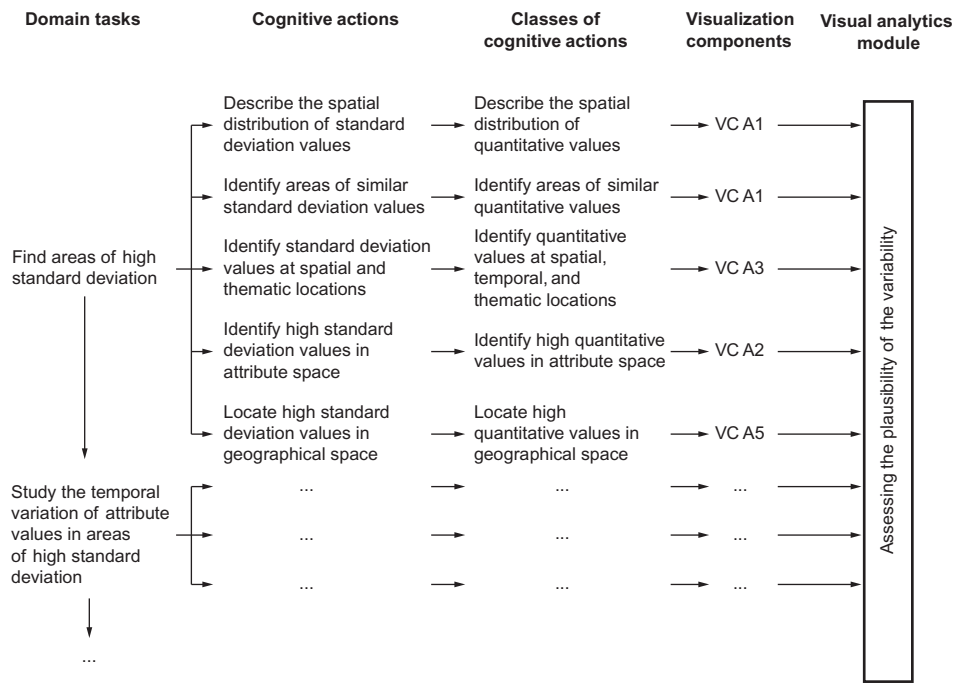 Domain tasks
Cognitive actions
Classes of
cognitive actions
Visualization
components
Visual analytics
module
Find areas of high
standard deviation
Describe the spatial
distribution of standard
deviation values
Describe the spatial
distribution of
quantitative values
VC A1
Identify areas of similar
standard deviation values
Identify areas of similar
quantitative values
VC A1
Identify standard deviation
values at spatial and
thematic locations
Identify quantitative
values at spatial,
temporal, and
thematic locations
VC A3
Identify high standard
deviation values in
attribute space
Identify high quantitative
values in attribute space
VC A2
Locate high standard
deviation values in
geographical space
Locate high
quantitative values in
geographical space
VC A5
Study the temporal
variation of attribute
values in areas
of high standard
deviation
...
...
...
...
...
...
...
...
...
...
Assessing the plausibility of the variability